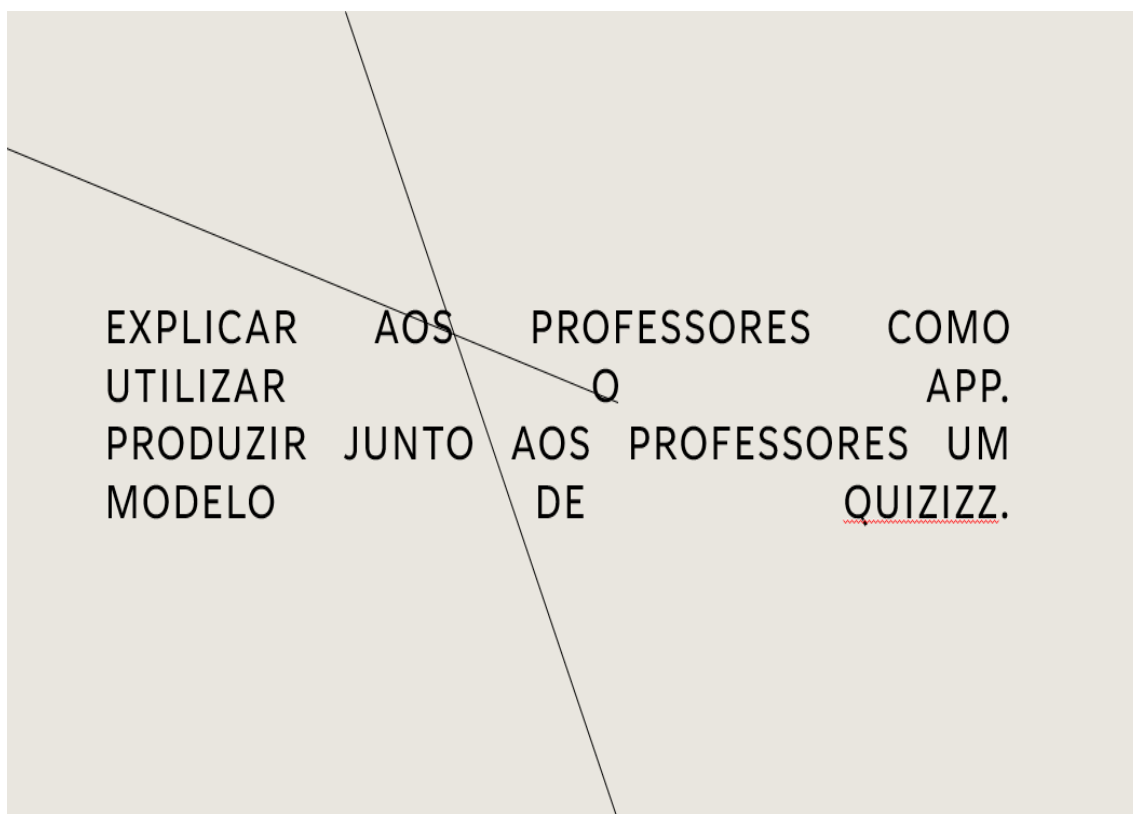 EXPLICAR AOS PROFESSORES COMO
UTILIZAR O APP.
PRODUZIR JUNTO AOS PROFESSORES UM
MODELO DE QUIZIZZ.